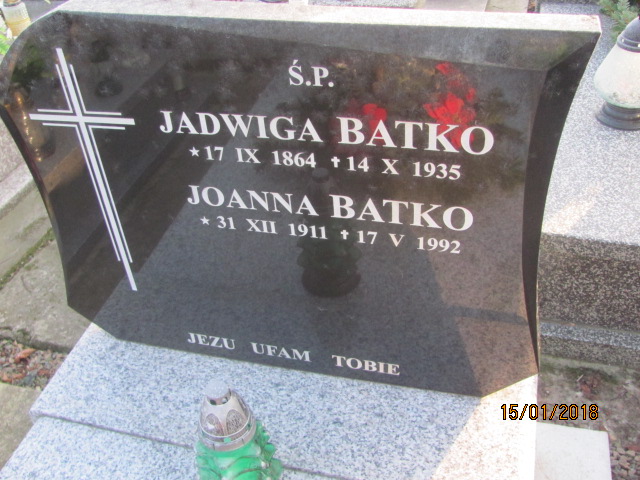 Ś.P.
JADWIGA BATKO
* 17 IX 1864 ✝ 14 X 1935
JOANNA BATKO
* 31 XII 1911 ✝ 17 V 1992
JEZU UFAM TOBIE
15/01/2018